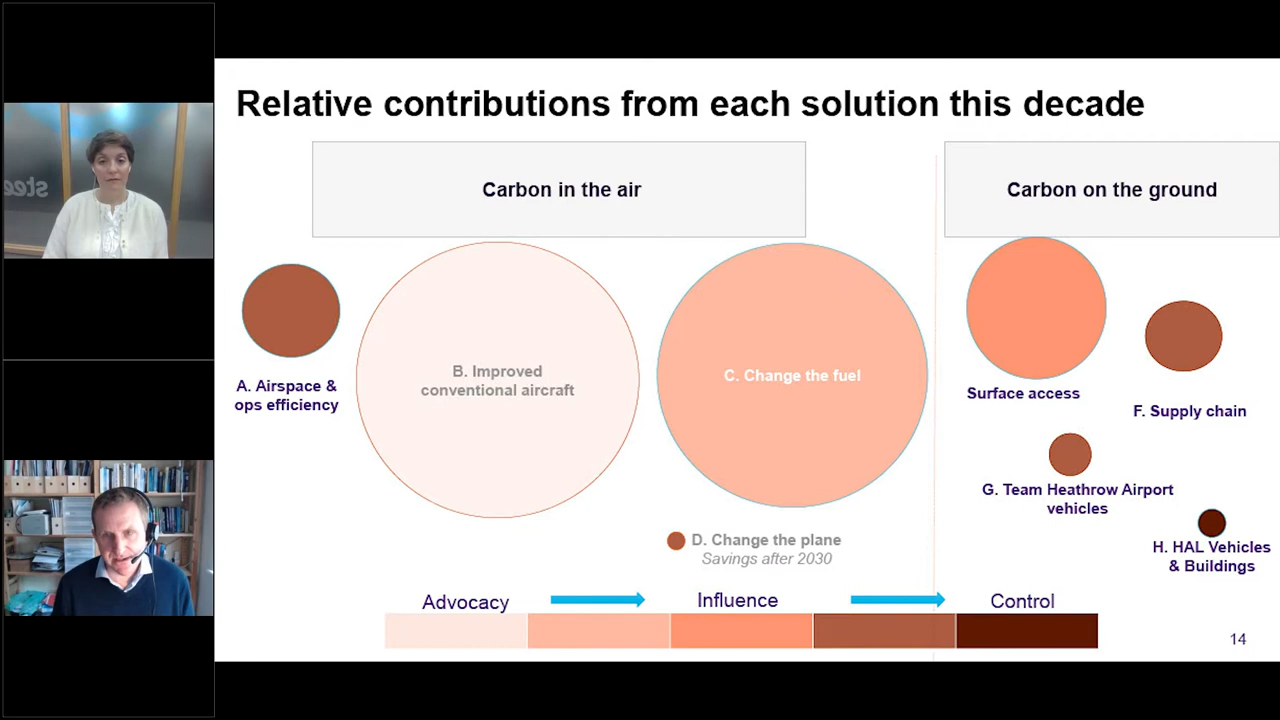 Relative contributions from each solution this decade
Carbon in the air
Carbon on the ground
A. Airspace &
ops efficiency
B. Improved
conventional aircraft
C. Change the fuel
D. Change the plane
Savings after 2030
Surface access
F. Supply chain
G. Team Heathrow Airport
vehicles
H. HAL Vehicles
& Buildings
Advocacy
Influence
Control
14